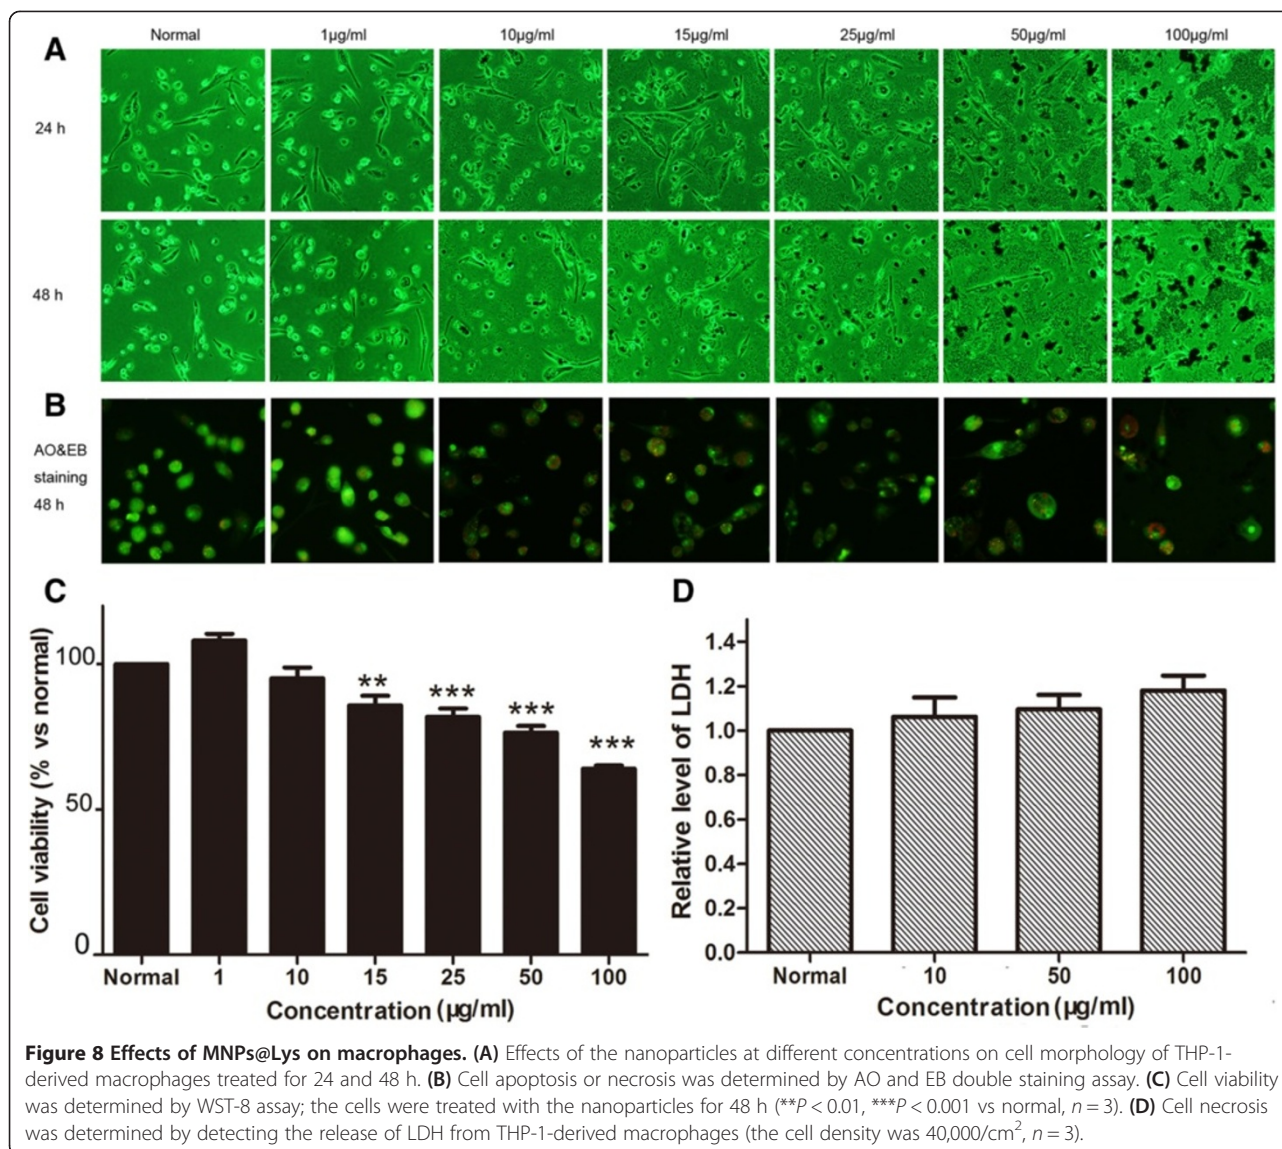 A
Normal
1µg/ml
10µg/ml
15µg/ml
25µg/ml
50µg/ml
100µg/ml
24 h
48 h
B
AO&EB
staining
48 h
C
Cell viability (% vs normal)
100
50
0
**
***
***
***
Normal 1 10 15 25 50 100
Concentration (µg/ml)
D
Relative level of LDH
1.4
1.2
1.0
0.8
0.6
0.4
0.2
0.0
Normal 10 50 100
Concentration (µg/ml)
Figure 8 Effects of MNPs@Lys on macrophages. (A) Effects of the nanoparticles at different concentrations on cell morphology of THP-1-
derived macrophages treated for 24 and 48 h. (B) Cell apoptosis or necrosis was determined by AO and EB double staining assay. (C) Cell viability
was determined by WST-8 assay; the cells were treated with the nanoparticles for 48 h (**P < 0.01, ***P < 0.001 vs normal, n = 3). (D) Cell necrosis
was determined by detecting the release of LDH from THP-1-derived macrophages (the cell density was 40,000/cm², n = 3).